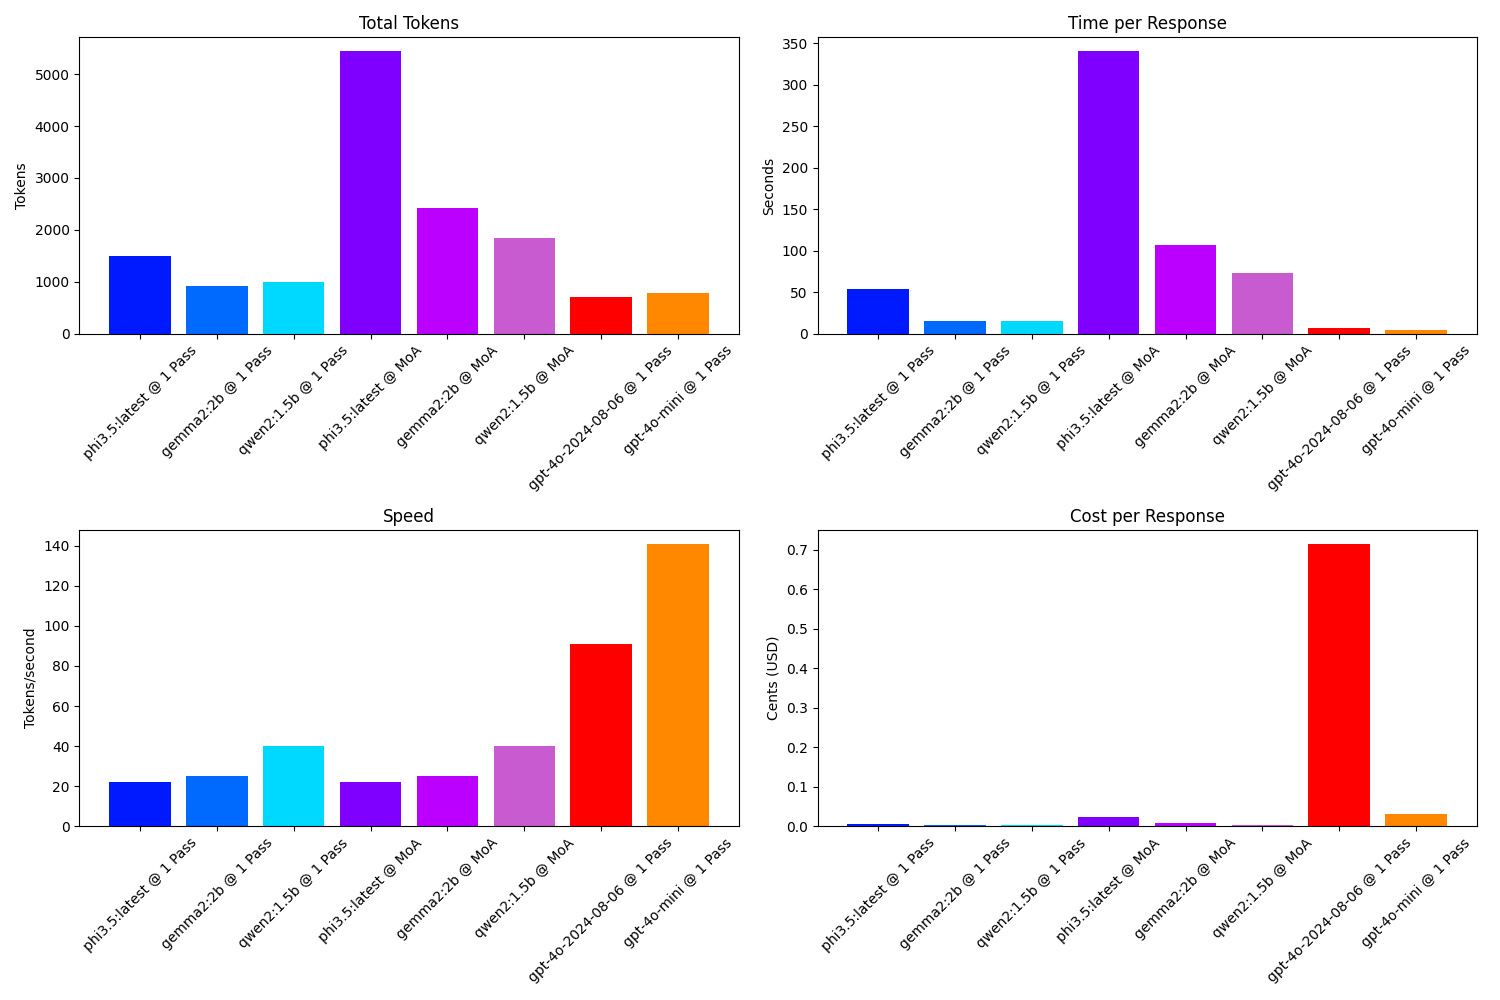 Total Tokens
Tokens
5000
4000
3000
2000
1000
0
phi3.5:latest @ 1 Pass
gemma2:2b @ 1 Pass
qwen2:1.5b @ 1 Pass
phi3.5:latest @ MoA
gemma2:2b @ MoA
qwen2:1.5b @ MoA
gpt-4o-2024-08-06 @ 1 Pass
gpt-4o-mini @ 1 Pass
Time per Response
Seconds
350
300
250
200
150
100
50
0
phi3.5:latest @ 1 Pass
gemma2:2b @ 1 Pass
qwen2:1.5b @ 1 Pass
phi3.5:latest @ MoA
gemma2:2b @ MoA
qwen2:1.5b @ MoA
gpt-4o-2024-08-06 @ 1 Pass
gpt-4o-mini @ 1 Pass
Speed
Tokens/second
140
120
100
80
60
40
20
0
phi3.5:latest @ 1 Pass
gemma2:2b @ 1 Pass
qwen2:1.5b @ 1 Pass
phi3.5:latest @ MoA
gemma2:2b @ MoA
qwen2:1.5b @ MoA
gpt-4o-2024-08-06 @ 1 Pass
gpt-4o-mini @ 1 Pass
Cost per Response
Cents (USD)
0.7
0.6
0.5
0.4
0.3
0.2
0.1
0.0
phi3.5:latest @ 1 Pass
gemma2:2b @ 1 Pass
qwen2:1.5b @ 1 Pass
phi3.5:latest @ MoA
gemma2:2b @ MoA
qwen2:1.5b @ MoA
gpt-4o-2024-08-06 @ 1 Pass
gpt-4o-mini @ 1 Pass